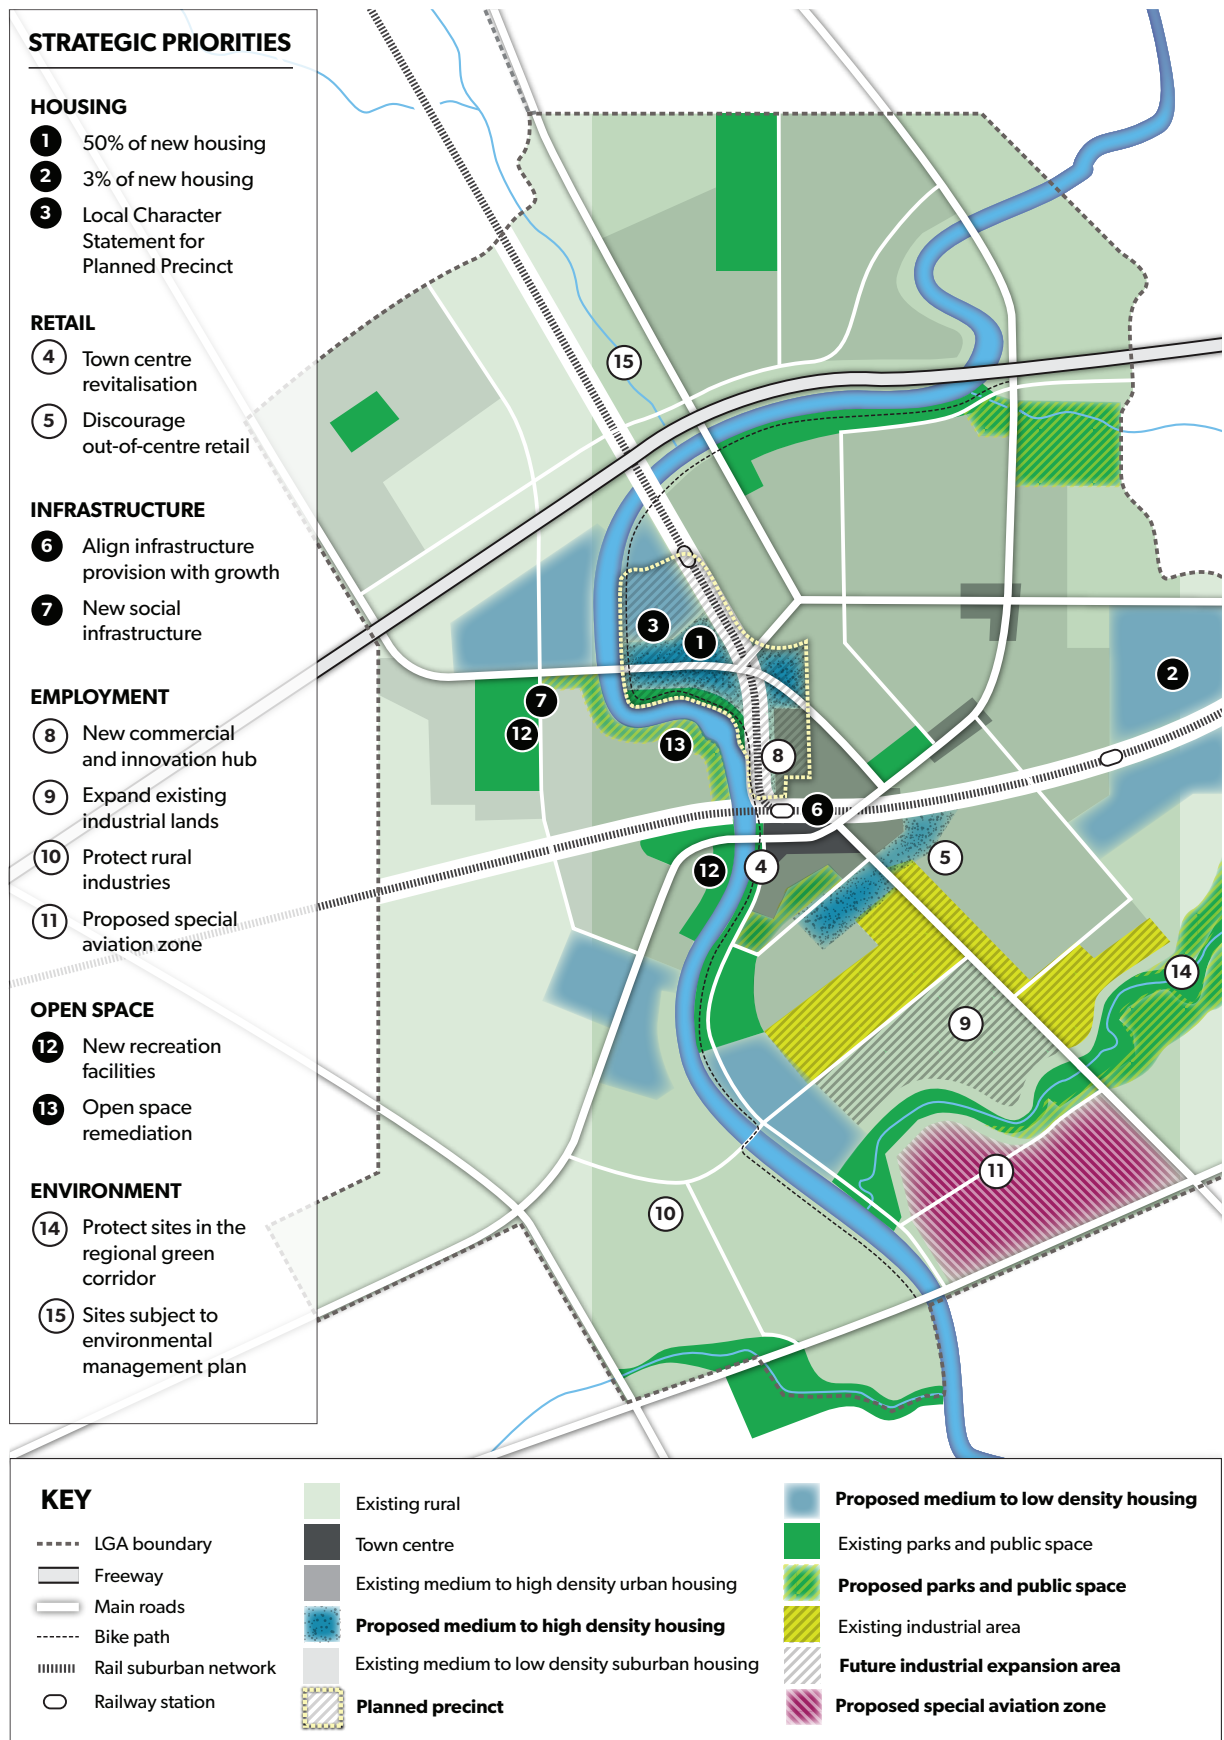 STRATEGIC PRIORITIES
HOUSING
1 50% of new housing
2 3% of new housing
3 Local Character
Statement for
Planned Precinct
RETAIL
4 Town centre
revitalisation
5 Discourage
out-of-centre retail
INFRASTRUCTURE
6 Align infrastructure
provision with growth
7 New social
infrastructure
EMPLOYMENT
8 New commercial
and innovation hub
9 Expand existing
industrial lands
10 Protect rural
industries
11 Proposed special
aviation zone
OPEN SPACE
12 New recreation
facilities
13 Open space
remediation
ENVIRONMENT
14 Protect sites in the
regional green
corridor
15 Sites subject to
environmental
management plan
15
3
1
2
7
12
13
8
6
4
12
5
14
9
11
10
KEY
LGA boundary
Freeway
Main roads
Bike path
Rail suburban network
Railway station
Existing rural
Town centre
Existing medium to high density urban housing
Proposed medium to high density housing
Existing medium to low density suburban housing
Planned precinct
Proposed medium to low density housing
Existing parks and public space
Proposed parks and public space
Existing industrial area
Future industrial expansion area
Proposed special aviation zone